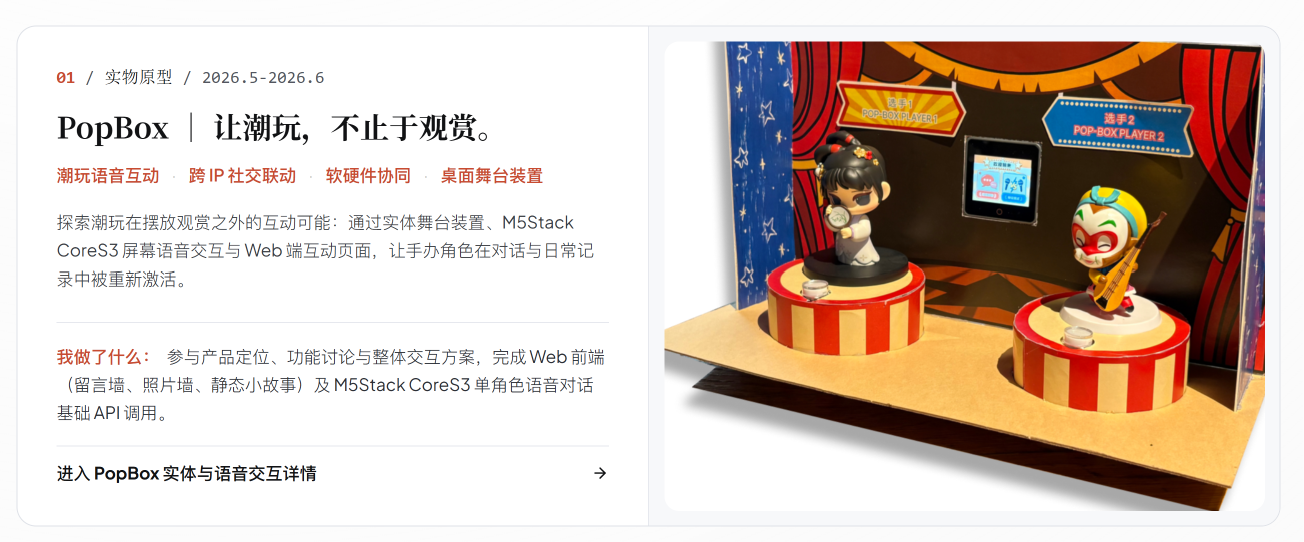 01 / 实物原型 / 2026.5-2026.6
PopBox | 让潮玩，不止于观赏。
潮玩语音互动 · 跨 IP 社交联动 · 软硬件协同 · 桌面舞台装置
探索潮玩在摆放观赏之外的互动可能：通过实体舞台装置、M5Stack
CoreS3 屏幕语音交互与 Web 端互动页面，让手办角色在对话与日常记
录中被重新激活。
我做了什么： 参与产品定位、功能讨论与整体交互方案，完成 Web 前端
（留言墙、照片墙、静态小故事）及 M5Stack CoreS3 单角色语音对话
基础 API 调用。
进入 PopBox 实体与语音交互详情 →
选手1
POP-BOX PLAYER 1
选手2
POP-BOX PLAYER 2